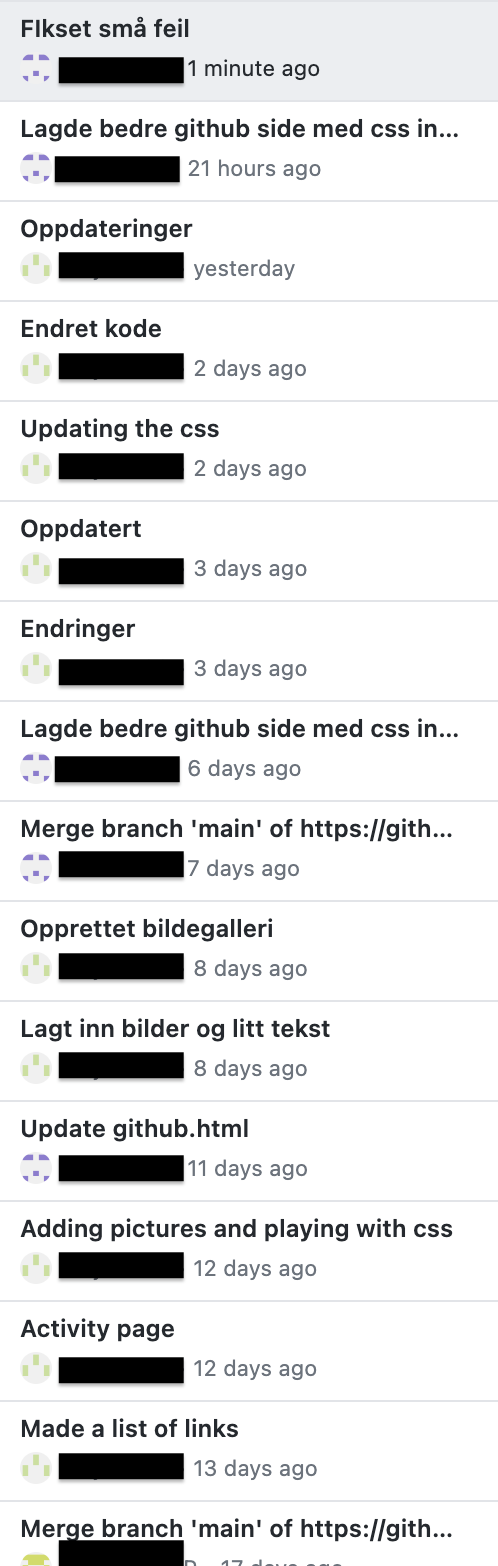 FIkset små feil
1 minute ago
Lagde bedre github side med css in...
21 hours ago
Oppdateringer
yesterday
Endret kode
2 days ago
Updating the css
2 days ago
Oppdatert
3 days ago
Endringer
3 days ago
Lagde bedre github side med css in...
6 days ago
Merge branch 'main' of https://gith...
7 days ago
Opprettet bildegalleri
8 days ago
Lagt inn bilder og litt tekst
8 days ago
Update github.html
11 days ago
Adding pictures and playing with css
12 days ago
Activity page
12 days ago
Made a list of links
13 days ago
Merge branch 'main' of https://gith...
17 days ago